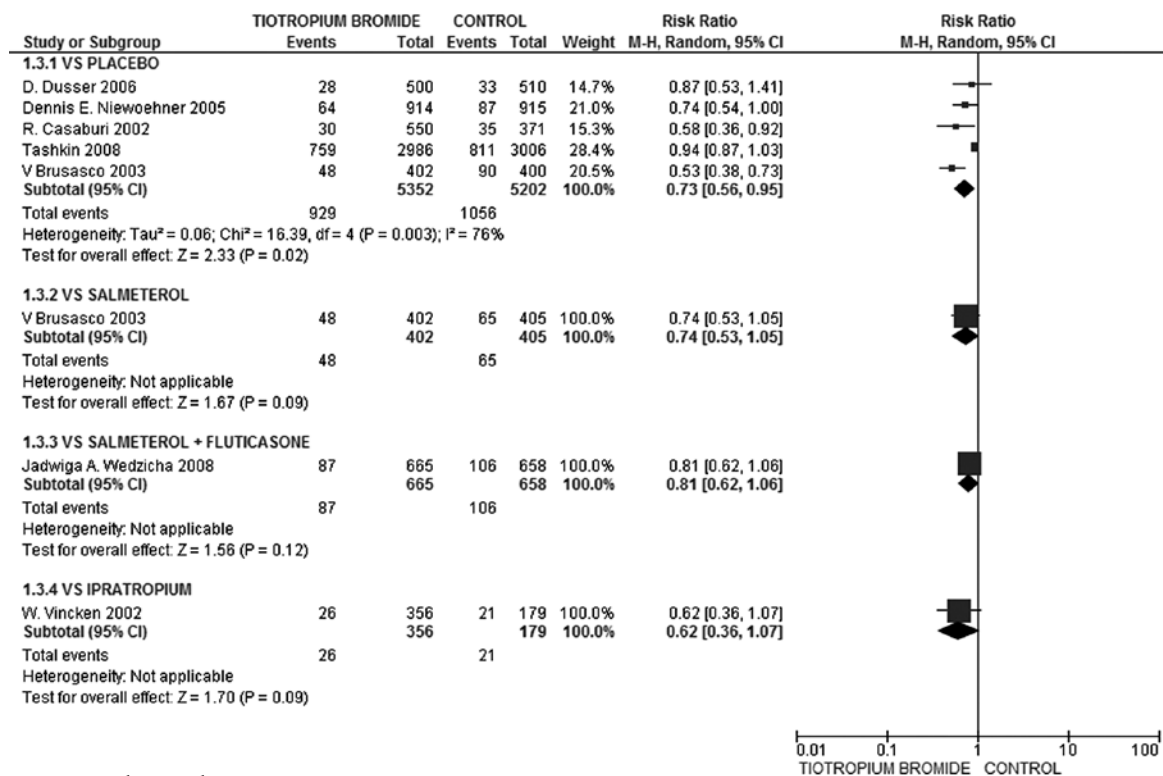 TIOTROPIUM BROMIDE CONTROL Risk Ratio Risk Ratio
Study or Subgroup Events Total Events Total Weight M-H, Random, 95% CI M-H, Random, 95% CI
1.3.1 VS PLACEBO
D. Dusser 2006 28 500 33 510 14.7% 0.87 [0.53, 1.41]
Dennis E. Niewoehner 2005 64 914 87 915 21.0% 0.74 [0.54, 1.00]
R. Casaburi 2002 30 550 35 371 15.3% 0.58 [0.36, 0.92]
Tashkin 2008 759 2986 811 3006 28.4% 0.94 [0.87, 1.03]
V Brusasco 2003 48 402 90 400 20.5% 0.53 [0.38, 0.73]
Subtotal (95% CI) 5352 5202 100.0% 0.73 [0.56, 0.95]
Total events 929 1056
Heterogeneity: Tau² = 0.06; Chi² = 16.39, df = 4 (P = 0.003); I² = 76%
Test for overall effect: Z = 2.33 (P = 0.02)
1.3.2 VS SALMETEROL
V Brusasco 2003 48 402 65 405 100.0% 0.74 [0.53, 1.05]
Subtotal (95% CI) 402 405 100.0% 0.74 [0.53, 1.05]
Total events 48 65
Heterogeneity: Not applicable
Test for overall effect: Z = 1.67 (P = 0.09)
1.3.3 VS SALMETEROL + FLUTICASONE
Jadwiga A. Wedzicha 2008 87 665 106 658 100.0% 0.81 [0.62, 1.06]
Subtotal (95% CI) 665 658 100.0% 0.81 [0.62, 1.06]
Total events 87 106
Heterogeneity: Not applicable
Test for overall effect: Z = 1.56 (P = 0.12)
1.3.4 VS IPRATROPIUM
W. Vincken 2002 26 356 21 179 100.0% 0.62 [0.36, 1.07]
Subtotal (95% CI) 356 179 100.0% 0.62 [0.36, 1.07]
Total events 26 21
Heterogeneity: Not applicable
Test for overall effect: Z = 1.70 (P = 0.09)
0.01 0.1 1 10 100
TIOTROPIUM BROMIDE CONTROL